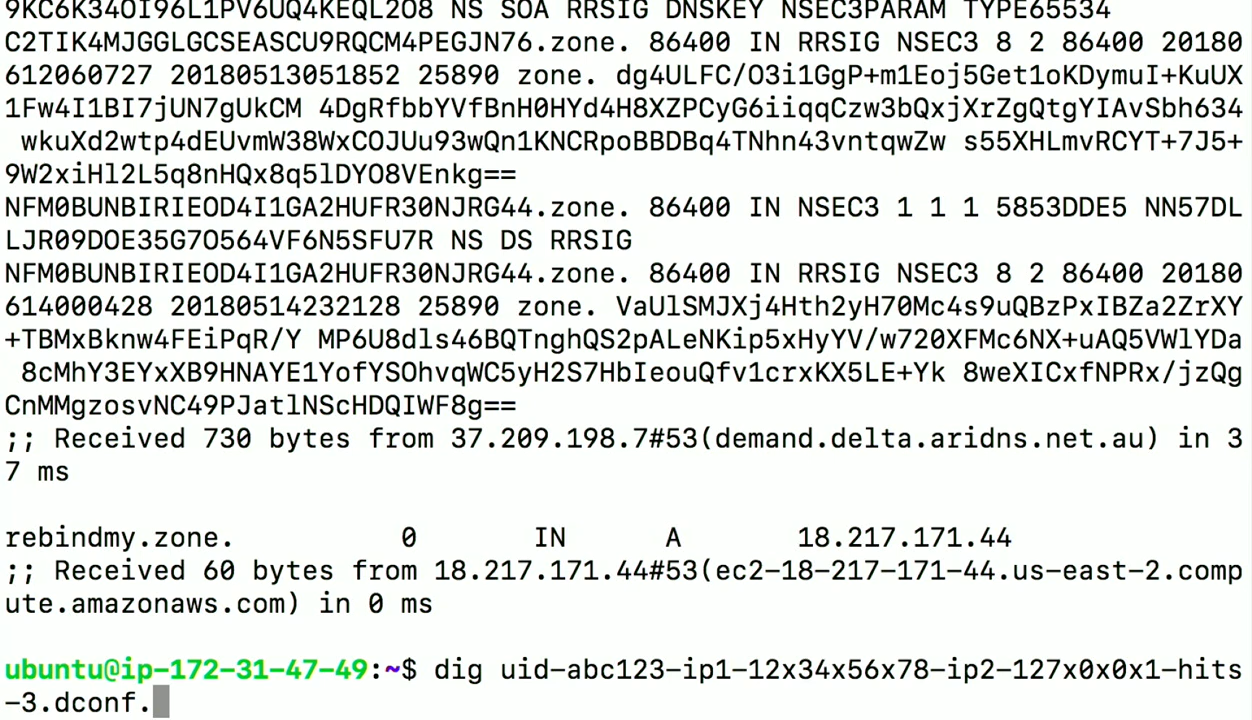 9KC6K34OI96L1PV6UQ4KEQL2O8 NS SOA RRSIG DNSKEY NSEC3PARAM TYPE65534
C2TIK4MJGGLGCSEASCU9RQCM4PEGJN76.zone. 86400 IN RRSIG NSEC3 8 2 86400 20180
612060727 20180513051852 25890 zone. dg4ULFC/O3i1GgP+m1Eoj5Get1oKDymuI+KuUX
1Fw4I1BI7jUN7gUkCM 4DgRfbbYVfBnH0HYd4H8XZPCyG6iiqqCzw3bQxjXrZgQtgYIAvSbh634
wkuXd2wtp4dEUvmW38WxCOJUu93wQn1KNCRpoBBDBq4TNhn43vntqwZw s55XHLmvRCYT+7J5+
9W2xiHl2L5q8nHQx8q5lDYO8VEnkg==
NFM0BUNBIRIEOD4I1GA2HUFR30NJRG44.zone. 86400 IN NSEC3 1 1 1 5853DDE5 NN57DL
LJR09DOE35G7O564VF6N5SFU7R NS DS RRSIG
NFM0BUNBIRIEOD4I1GA2HUFR30NJRG44.zone. 86400 IN RRSIG NSEC3 8 2 86400 20180
614000428 20180514232128 25890 zone. VaUlSMJXj4Hth2yH70Mc4s9uQBzPxIBZa2ZrXY
+TBMxBknw4FEiPqR/Y MP6U8dls46BQTnghQS2pALeNKip5xHyYV/w720XFMc6NX+uAQ5VWlYDa
8cMhY3EYxXB9HNAYE1YofYSOhvqWC5yH2S7HbIeouQfv1crxKX5LE+Yk 8weXICxfNPRx/jzQg
CnMMgzosvNC49PJatlNScHDQIWF8g==
;; Received 730 bytes from 37.209.198.7#53(demand.delta.aridns.net.au) in 3
7 ms
rebindmy.zone. 0 IN A 18.217.171.44
;; Received 60 bytes from 18.217.171.44#53(ec2-18-217-171-44.us-east-2.comp
ute.amazonaws.com) in 0 ms
ubuntu@ip-172-31-47-49:~$ dig uid-abc123-ip1-12x34x56x78-ip2-127x0x0x1-hits
-3.dconf.